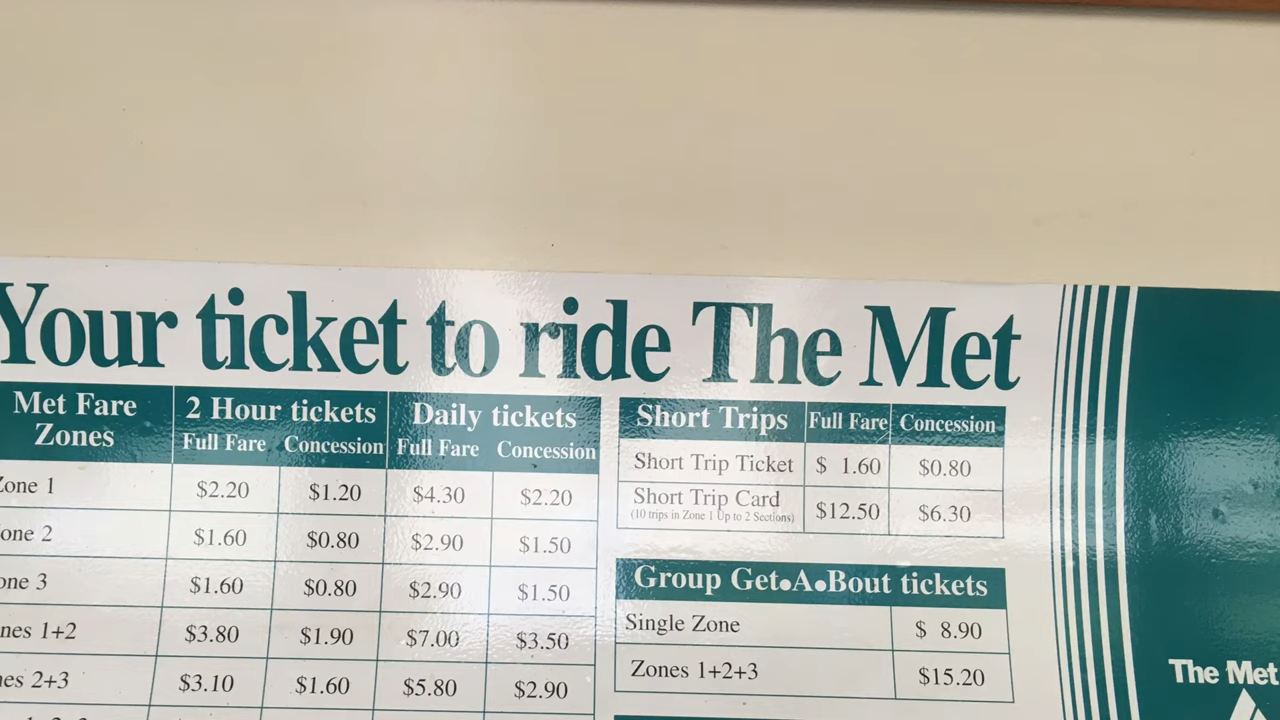 Your ticket to ride The Met
Met Fare Zones 2 Hour tickets Daily tickets
Full Fare Concession Full Fare Concession
Zone 1 $2.20 $1.20 $4.30 $2.20
one 2 $1.60 $0.80 $2.90 $1.50
one 3 $1.60 $0.80 $2.90 $1.50
nes 1+2 $3.80 $1.90 $7.00 $3.50
nes 2+3 $3.10 $1.60 $5.80 $2.90
Short Trips Full Fare Concession
Short Trip Ticket $ 1.60 $0.80
Short Trip Card $12.50 $6.30
(10 trips in Zone 1 Up to 2 Sections)
Group Get•A•Bout tickets
Single Zone $ 8.90
Zones 1+2+3 $15.20
The Met